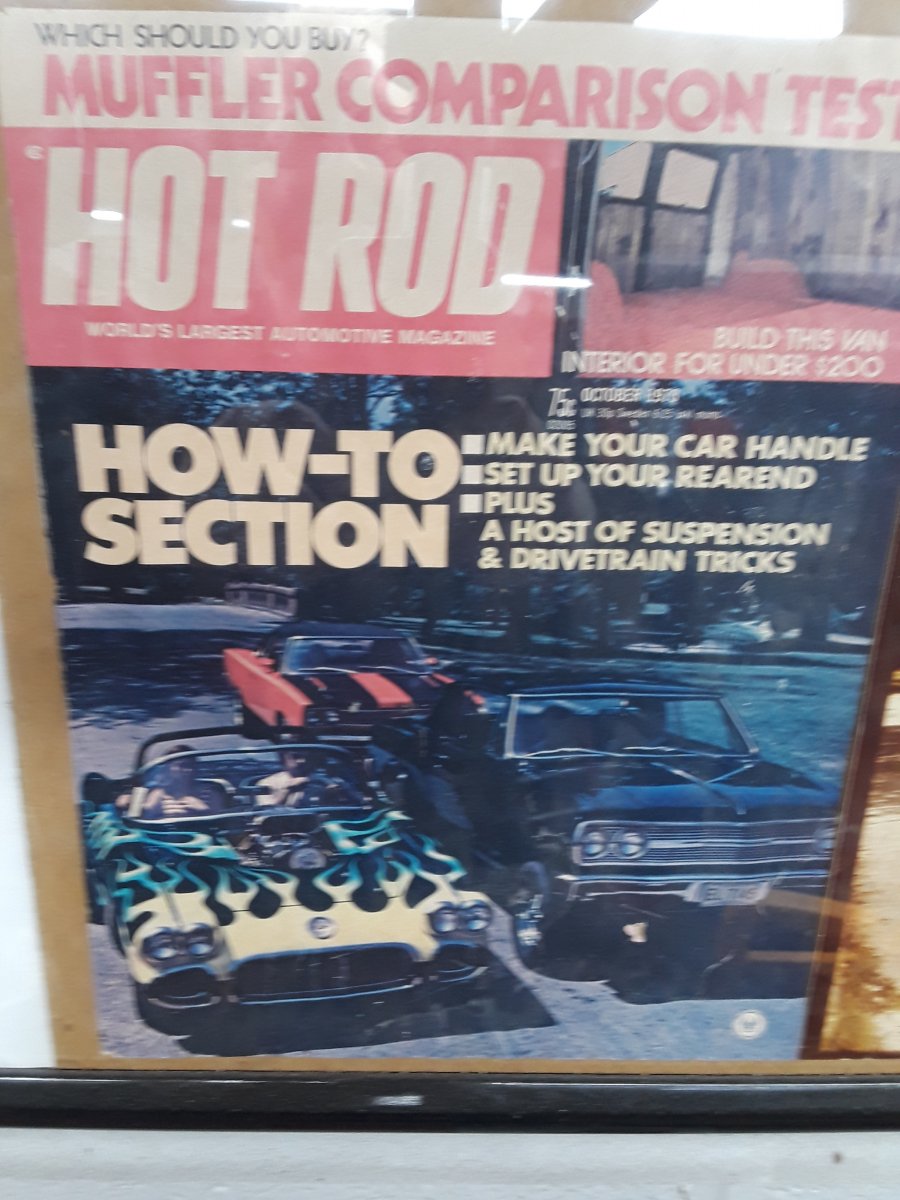 WHICH SHOULD YOU BUY?
MUFFLER COMPARISON TEST
HOT ROD
WORLD'S LARGEST AUTOMOTIVE MAGAZINE
BUILD THIS VAN
INTERIOR FOR UNDER $200
75c OCTOBER
HOW-TO
SECTION
MAKE YOUR CAR HANDLE
SET UP YOUR REAREND
PLUS
A HOST OF SUSPENSION
& DRIVETRAIN TRICKS